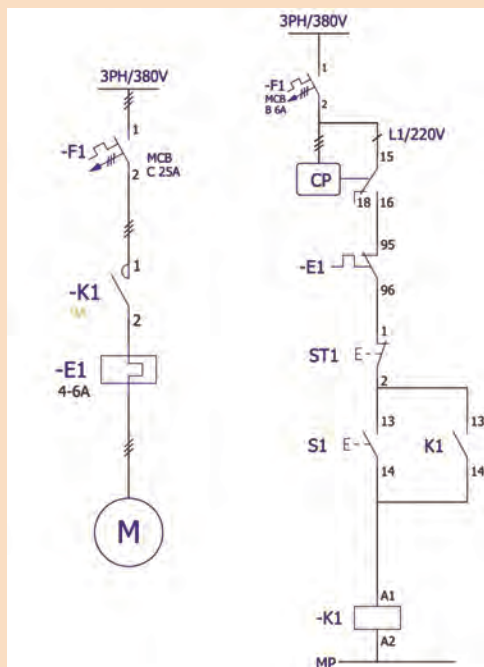 3PH/380V
1
-F1
MCB
C 25A
2
1
-K1
2
-E1
4-6A
M
3PH/380V
1
-F1
MCB
B 6A
2
L1/220V
15
CP
18
16
95
-E1
96
1
ST1
E
2
13
13
S1
E
K1
14
14
A1
-K1
A2
MP